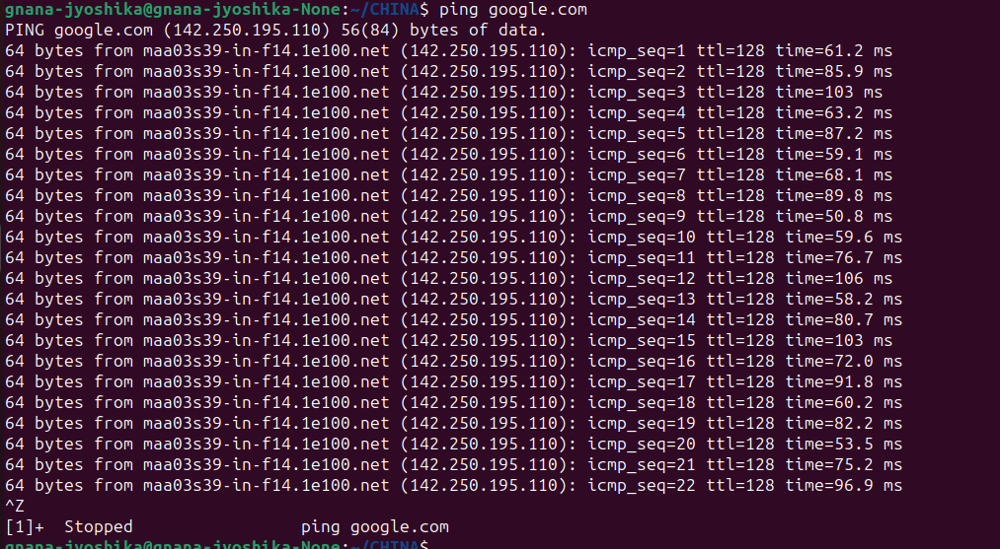 gnana-jyoshika@gnana-jyoshika-None:~/CHINA$ ping google.com
PING google.com (142.250.195.110) 56(84) bytes of data.
64 bytes from maa03s39-in-f14.1e100.net (142.250.195.110): icmp_seq=1 ttl=128 time=61.2 ms
64 bytes from maa03s39-in-f14.1e100.net (142.250.195.110): icmp_seq=2 ttl=128 time=85.9 ms
64 bytes from maa03s39-in-f14.1e100.net (142.250.195.110): icmp_seq=3 ttl=128 time=103 ms
64 bytes from maa03s39-in-f14.1e100.net (142.250.195.110): icmp_seq=4 ttl=128 time=63.2 ms
64 bytes from maa03s39-in-f14.1e100.net (142.250.195.110): icmp_seq=5 ttl=128 time=87.2 ms
64 bytes from maa03s39-in-f14.1e100.net (142.250.195.110): icmp_seq=6 ttl=128 time=59.1 ms
64 bytes from maa03s39-in-f14.1e100.net (142.250.195.110): icmp_seq=7 ttl=128 time=68.1 ms
64 bytes from maa03s39-in-f14.1e100.net (142.250.195.110): icmp_seq=8 ttl=128 time=89.8 ms
64 bytes from maa03s39-in-f14.1e100.net (142.250.195.110): icmp_seq=9 ttl=128 time=50.8 ms
64 bytes from maa03s39-in-f14.1e100.net (142.250.195.110): icmp_seq=10 ttl=128 time=59.6 ms
64 bytes from maa03s39-in-f14.1e100.net (142.250.195.110): icmp_seq=11 ttl=128 time=76.7 ms
64 bytes from maa03s39-in-f14.1e100.net (142.250.195.110): icmp_seq=12 ttl=128 time=106 ms
64 bytes from maa03s39-in-f14.1e100.net (142.250.195.110): icmp_seq=13 ttl=128 time=58.2 ms
64 bytes from maa03s39-in-f14.1e100.net (142.250.195.110): icmp_seq=14 ttl=128 time=80.7 ms
64 bytes from maa03s39-in-f14.1e100.net (142.250.195.110): icmp_seq=15 ttl=128 time=103 ms
64 bytes from maa03s39-in-f14.1e100.net (142.250.195.110): icmp_seq=16 ttl=128 time=72.0 ms
64 bytes from maa03s39-in-f14.1e100.net (142.250.195.110): icmp_seq=17 ttl=128 time=91.8 ms
64 bytes from maa03s39-in-f14.1e100.net (142.250.195.110): icmp_seq=18 ttl=128 time=60.2 ms
64 bytes from maa03s39-in-f14.1e100.net (142.250.195.110): icmp_seq=19 ttl=128 time=82.2 ms
64 bytes from maa03s39-in-f14.1e100.net (142.250.195.110): icmp_seq=20 ttl=128 time=53.5 ms
64 bytes from maa03s39-in-f14.1e100.net (142.250.195.110): icmp_seq=21 ttl=128 time=75.2 ms
64 bytes from maa03s39-in-f14.1e100.net (142.250.195.110): icmp_seq=22 ttl=128 time=96.9 ms
^Z
[1]+  Stopped                 ping google.com
gnana-jyoshika@gnana-jyoshika-None:~/CHINA$